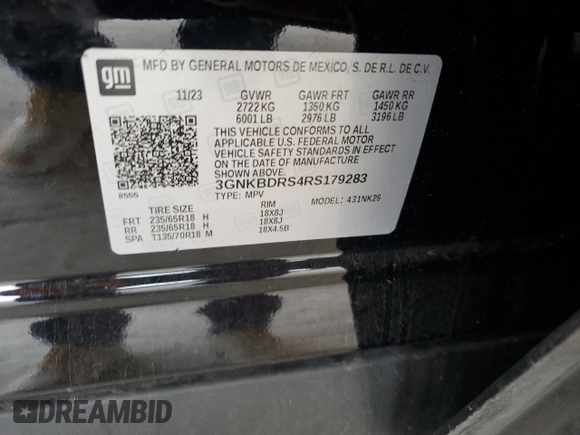 gm
MFD BY GENERAL MOTORS DE MEXICO, S. DE R.L. DE C.V.
11/23 GVWR GAWR FRT GAWR RR
2722 KG 1350 KG 1450 KG
6001 LB 2976 LB 3196 LB
THIS VEHICLE CONFORMS TO ALL
APPLICABLE U.S. FEDERAL MOTOR
VEHICLE SAFETY STANDARDS IN EFFECT
ON THE DATE OF MANUFACTURE
SHOWN ABOVE.
3GNKBDRS4RS179283
8555 TYPE: MPV MODEL: 431NK26
TIRE SIZE RIM
FRT 235/65R18 H 18X8J
RR 235/65R18 H 18X8J
SPA T135/70R18 M 18X4.5B
DREAMBID